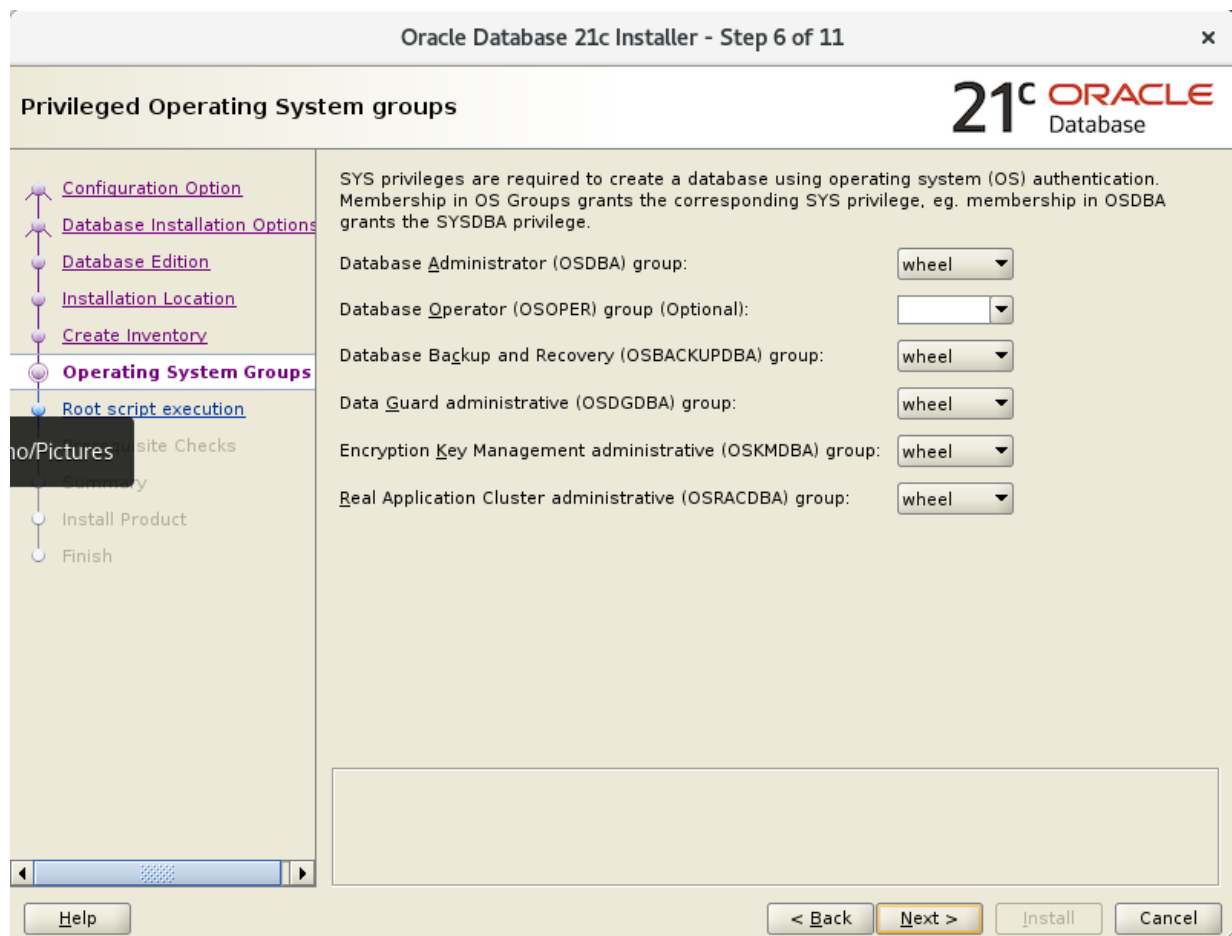 Oracle Database 21c Installer - Step 6 of 11
Privileged Operating System groups
21c ORACLE
Database
Configuration Option
Database Installation Options
Database Edition
Installation Location
Create Inventory
Operating System Groups
Root script execution
site Checks
no/Pictures
Summary
Install Product
Finish
SYS privileges are required to create a database using operating system (OS) authentication.
Membership in OS Groups grants the corresponding SYS privilege, eg. membership in OSDBA
grants the SYSDBA privilege.
Database Administrator (OSDBA) group: wheel
Database Operator (OSOPER) group (Optional):
Database Backup and Recovery (OSBACKUPDBA) group: wheel
Data Guard administrative (OSDGDBA) group: wheel
Encryption Key Management administrative (OSKMDBA) group: wheel
Real Application Cluster administrative (OSRACDBA) group: wheel
Help
< Back
Next >
Install
Cancel